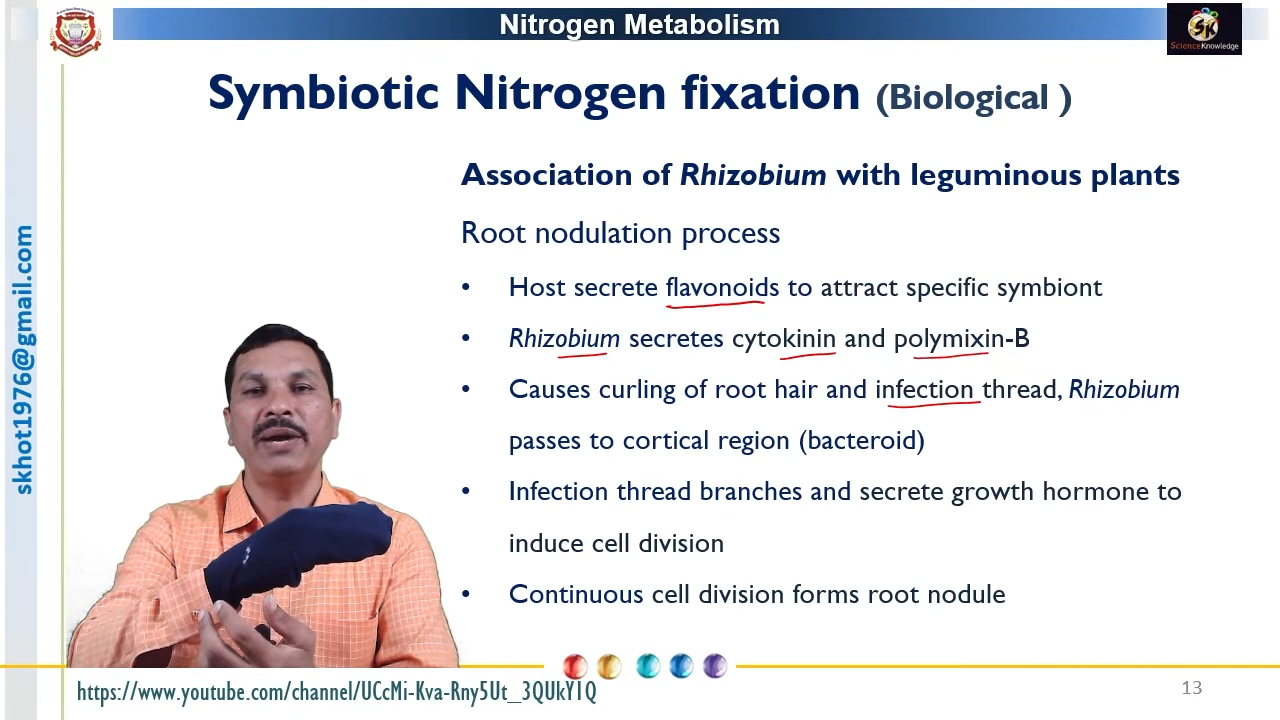 Nitrogen Metabolism
SK
ScienceKnowledge
Symbiotic Nitrogen fixation (Biological )
Association of Rhizobium with leguminous plants
Root nodulation process
• Host secrete flavonoids to attract specific symbiont
• Rhizobium secretes cytokinin and polymixin-B
• Causes curling of root hair and infection thread, Rhizobium
passes to cortical region (bacteroid)
• Infection thread branches and secrete growth hormone to
induce cell division
• Continuous cell division forms root nodule
skhot1976@gmail.com
https://www.youtube.com/channel/UCcMi-Kva-Rny5Ut_3QUkY1Q
13